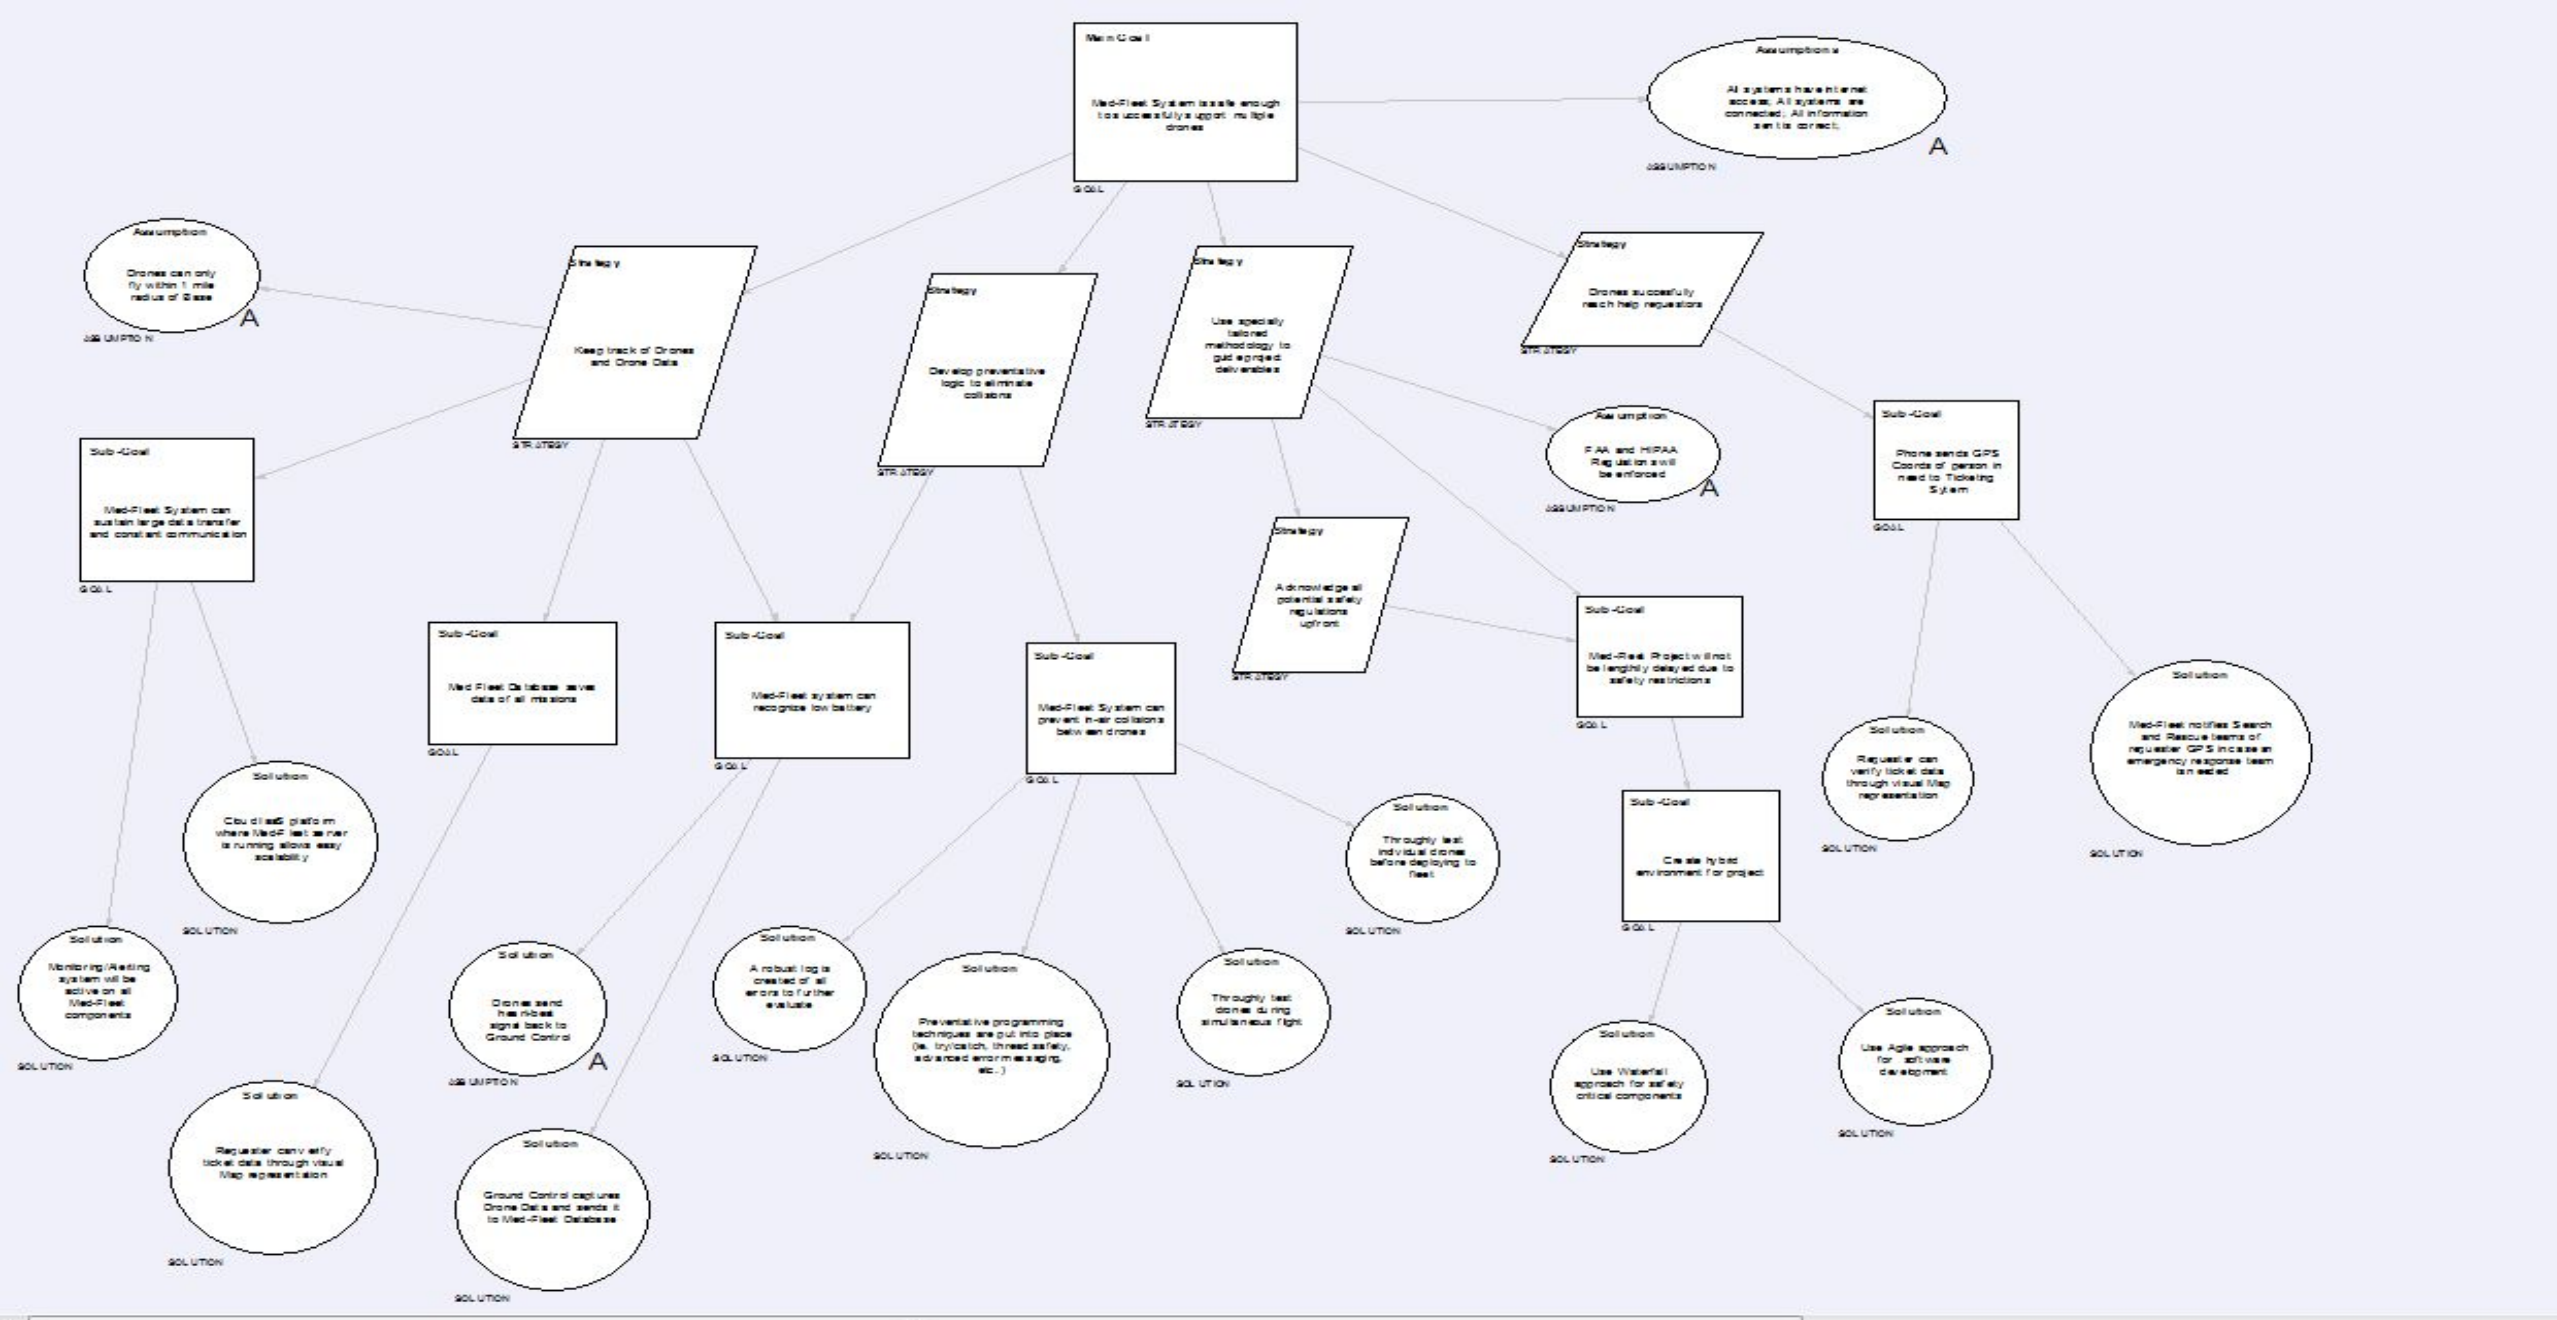 Main Goal
Med-Fleet System is safe enough
to successfully support multiple
drones
GOAL
Assumptions
All systems have internet
access, All systems are
connected, All information
sent is correct,
A
ASSUMPTION
Assumption
Drones can only
fly within 1 mile
radius of Base
A
ASSUMPTION
Strategy
Keep track of Drones
and Drone Data
STRATEGY
Strategy
Develop preventative
logic to eliminate
collisions
STRATEGY
Strategy
Use specially
tailored
methodology to
guide project
deliverables
STRATEGY
Strategy
Drones succesfully
reach help requestors
STRATEGY
Assumption
FAA and HIPAA
Regulations will
be enforced
A
ASSUMPTION
Sub-Goal
Phone sends GPS
Coords of person in
need to Ticketing
Sytem
GOAL
Sub-Goal
Med-Fleet System can
sustain large data transfer
and constant communication
GOAL
Strategy
Acknowledge all
potential safety
regulations
upfront
STRATEGY
Sub-Goal
Med Fleet Database saves
data of all missions
GOAL
Sub-Goal
Med-Fleet system can
recognize low battery
GOAL
Sub-Goal
Med-Fleet System can
prevent in-air collisions
between drones
GOAL
Sub-Goal
Med-Fleet Project will not
be lengthily delayed due to
safety restrictions
GOAL
Solution
Requester can
verify ticket data
through visual Map
representation
SOLUTION
Solution
Med-Fleet notifies Search
and Rescue teams of
requester GPS in case an
emergency response team
is needed
SOLUTION
Solution
Cloud IaaS platform
where Med-Fleet server
is running allows easy
scalability
SOLUTION
Solution
Throughly test
individual drones
before deploying to
fleet
SOLUTION
Sub-Goal
Create hybrid
environment for project
GOAL
Solution
Monitoring/Alerting
system will be
active on all
Med-Fleet
components
SOLUTION
Solution
Drones send
heart-beat
signal back to
Ground Control
A
ASSUMPTION
Solution
A robust log is
created of all
errors to further
evaluate
SOLUTION
Solution
Preventative programming
techniques are put into place
(ie. try/catch, thread safety,
advanced error messaging,
etc. )
SOLUTION
Solution
Throughly test
drones during
simultaneous flight
SOLUTION
Solution
Use Waterfall
approach for safety
critical components
SOLUTION
Solution
Use Agile approach
for software
development
SOLUTION
Solution
Requester can verify
ticket data through visual
Map representation
SOLUTION
Solution
Ground Control captures
Drone Data and sends it
to Med-Fleet Database
SOLUTION